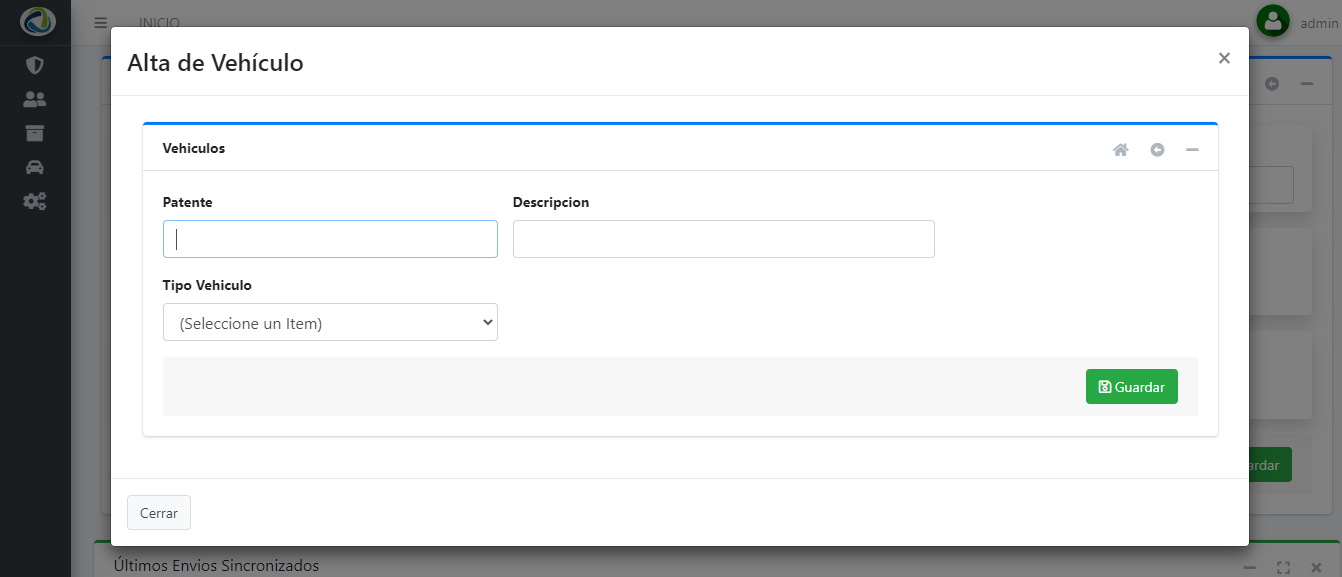 INICIO
admin
Alta de Vehículo
×
Vehiculos
Patente
Descripcion
Tipo Vehiculo
(Seleccione un Item)
Guardar
ardar
Cerrar
Últimos Envios Sincronizados